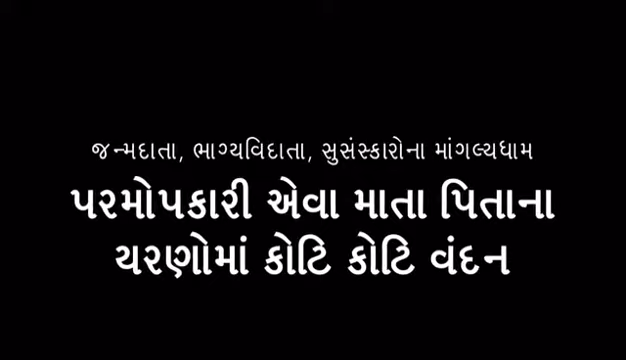 જન્મદાતા, ભાગ્યવિદાતા, સુસંસ્કારોના માંગલ્યધામ
પરમોપકારી એવા માતા પિતાના
ચરણોમાં કોટિ કોટિ વંદન